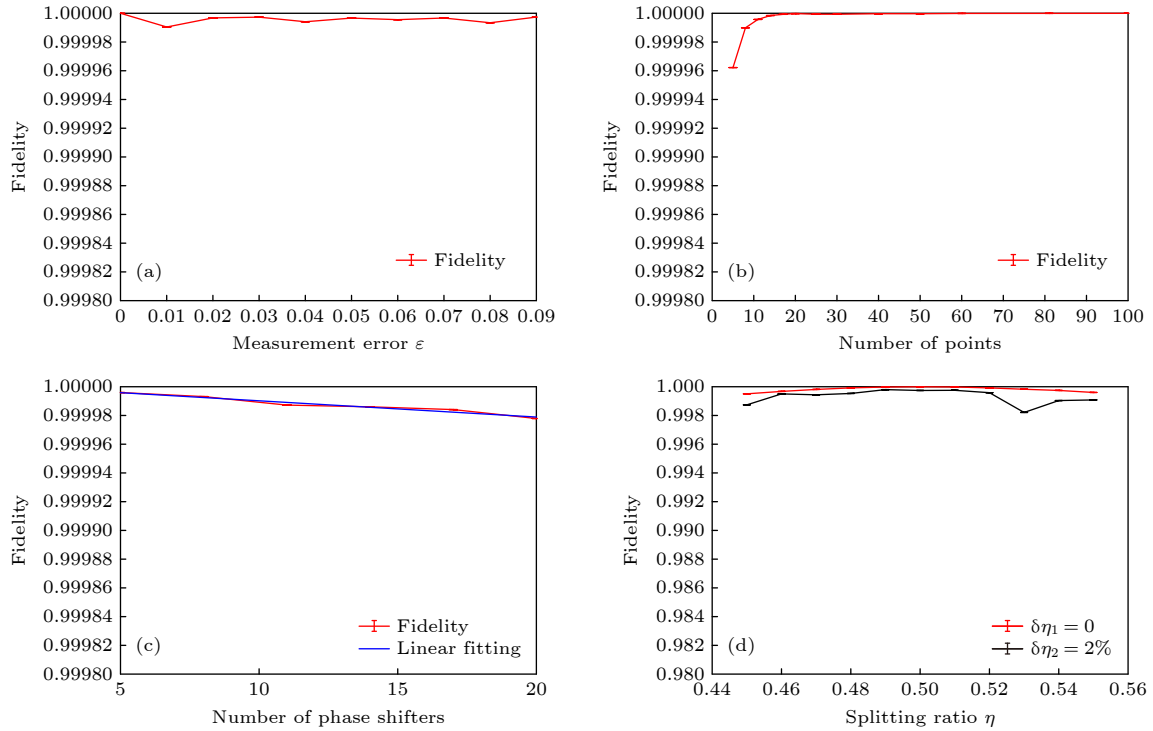 1.00000
0.99998
0.99996
0.99994
0.99992
0.99990
0.99988
0.99986
0.99984
0.99982
0.99980
Fidelity
(a)
Fidelity
0 0.01 0.02 0.03 0.04 0.05 0.06 0.07 0.08 0.09
Measurement error ε
1.00000
0.99998
0.99996
0.99994
0.99992
0.99990
0.99988
0.99986
0.99984
0.99982
0.99980
Fidelity
(b)
Fidelity
0 10 20 30 40 50 60 70 80 90 100
Number of points
1.00000
0.99998
0.99996
0.99994
0.99992
0.99990
0.99988
0.99986
0.99984
0.99982
0.99980
Fidelity
(c)
Fidelity
Linear fitting
5 10 15 20
Number of phase shifters
1.000
0.998
0.996
0.994
0.992
0.990
0.988
0.986
0.984
0.982
0.980
Fidelity
(d)
δη₁ = 0
δη₂ = 2%
0.44 0.46 0.48 0.50 0.52 0.54 0.56
Splitting ratio η